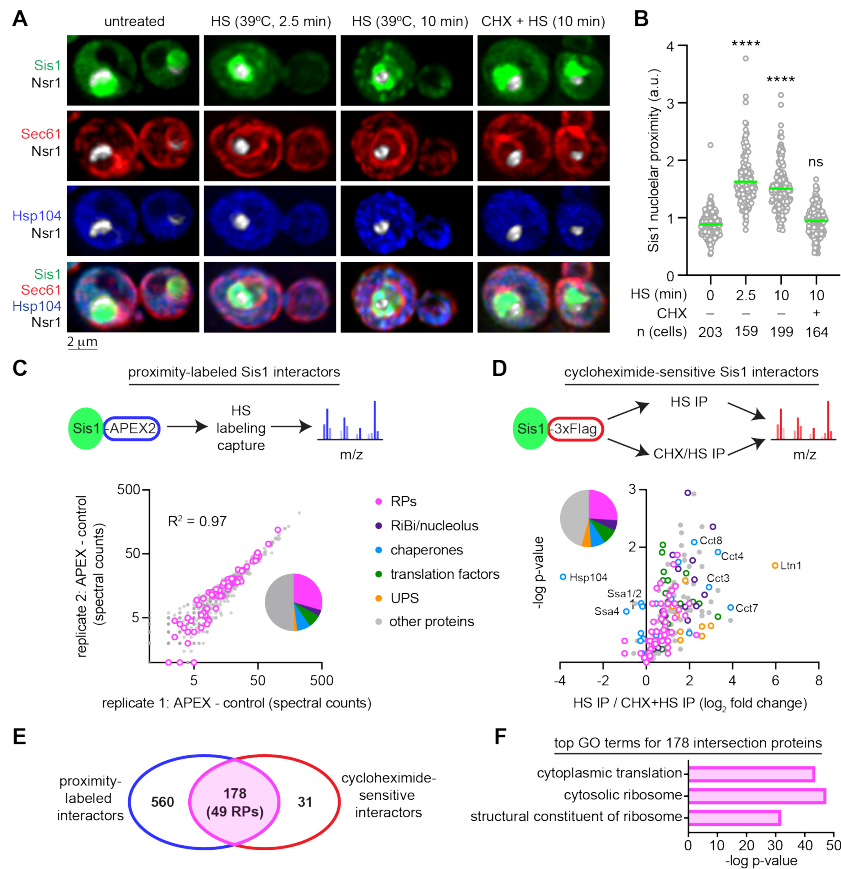 A
untreated
HS (39ºC, 2.5 min)
HS (39ºC, 10 min)
CHX + HS (10 min)
Sis1
Nsr1
Sec61
Nsr1
Hsp104
Nsr1
Sis1
Sec61
Hsp104
Nsr1
2 μm
B
Sis1 nucloelar proximity (a.u.)
4
3
2
1
0
****
****
ns
HS (min) 0 2.5 10 10
CHX – – – +
n (cells) 203 159 199 164
C
proximity-labeled Sis1 interactors
Sis1-APEX2
HS
labeling
capture
m/z
replicate 2: APEX - control
(spectral counts)
500
50
5
R2 = 0.97
5 50 500
replicate 1: APEX - control (spectral counts)
RPs
RiBi/nucleolus
chaperones
translation factors
UPS
other proteins
D
cycloheximide-sensitive Sis1 interactors
Sis1-3xFlag
HS IP
CHX/HS IP
m/z
-log p-value
3
2
1
Cct8
Cct4
Ltn1
Hsp104
Cct3
Ssa1/2
Ssa4
Cct7
-4 -2 0 2 4 6 8
HS IP / CHX+HS IP (log2 fold change)
E
proximity-
labeled
interactors
560
178
(49 RPs)
31
cycloheximide-
sensitive
interactors
F
top GO terms for 178 intersection proteins
cytoplasmic translation
cytosolic ribosome
structural constituent of ribosome
0 10 20 30 40 50
-log p-value